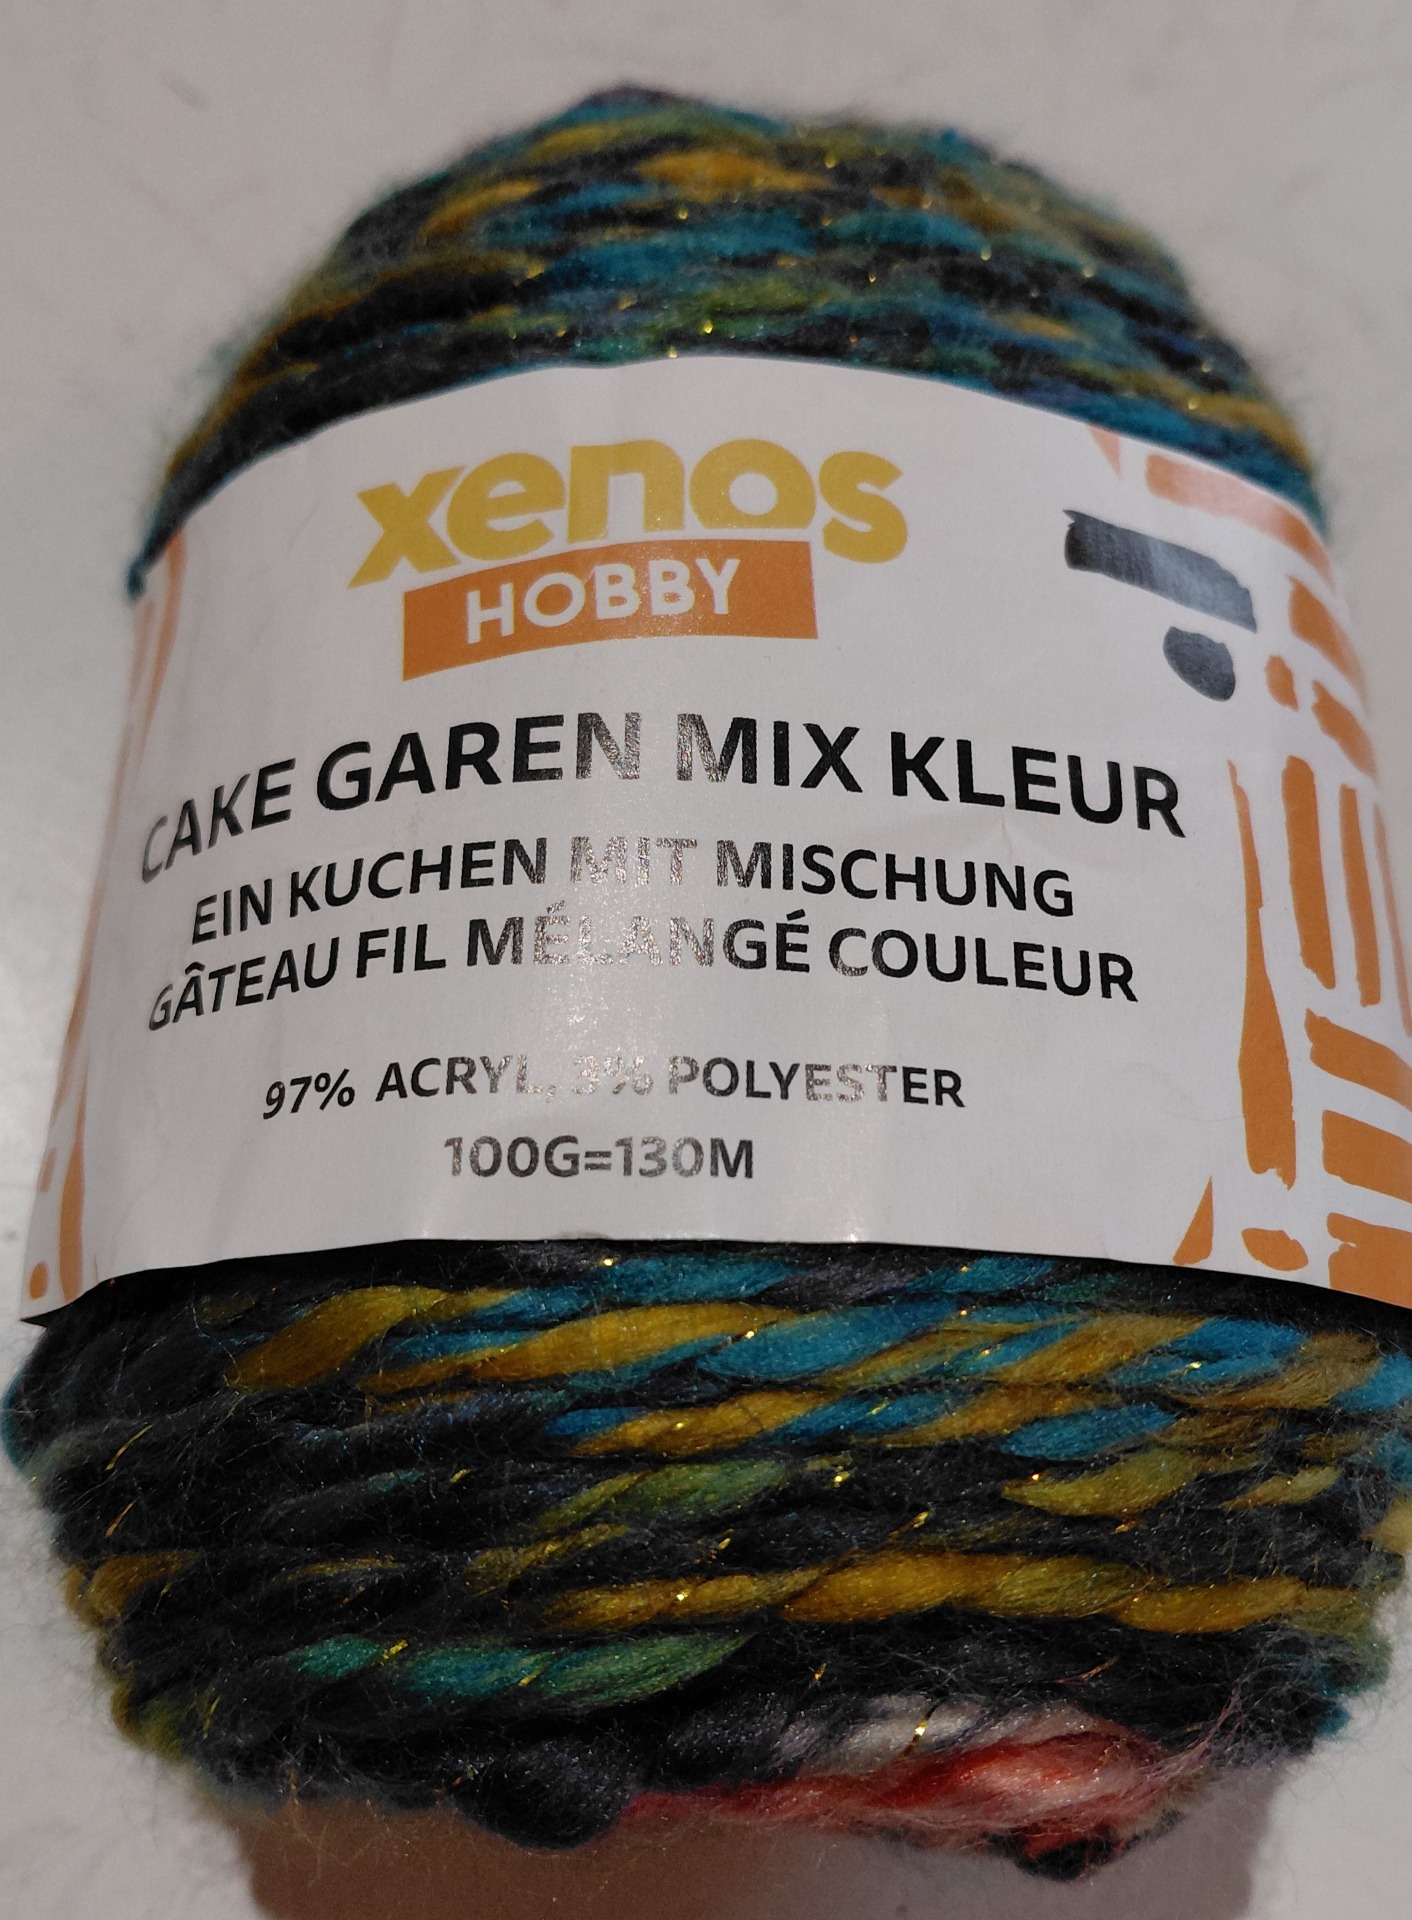 xenos
HOBBY
CAKE GAREN MIX KLEUR
EIN KUCHEN MIT MISCHUNG
GÂTEAU FIL MÉLANGÉ COULEUR
97% ACRYL, 3% POLYESTER
100G=130M